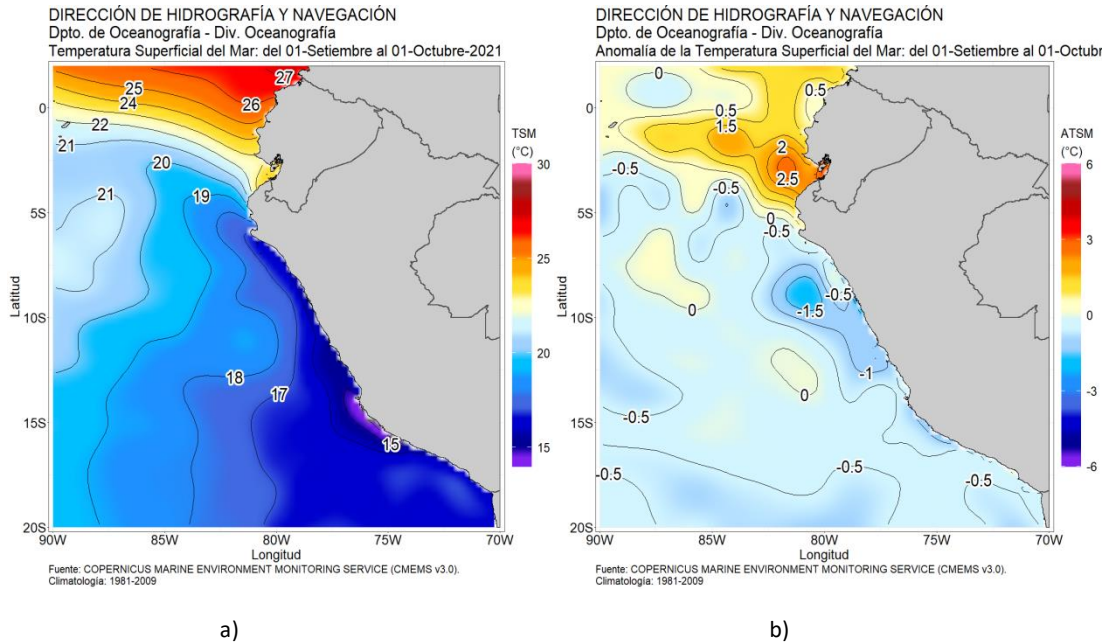 DIRECCIÓN DE HIDROGRAFÍA Y NAVEGACIÓN
Dpto. de Oceanografía - Div. Oceanografía
Temperatura Superficial del Mar: del 01-Setiembre al 01-Octubre-2021
27
25
24
26
22
21
20
21
19
18
17
15
0
5S
10S
15S
20S
Latitud
90W
85W
80W
75W
70W
Longitud
TSM
(°C)
30
25
20
15
Fuente: COPERNICUS MARINE ENVIRONMENT MONITORING SERVICE (CMEMS v3.0).
Climatología: 1981-2009
a)
DIRECCIÓN DE HIDROGRAFÍA Y NAVEGACIÓN
Dpto. de Oceanografía - Div. Oceanografía
Anomalía de la Temperatura Superficial del Mar: del 01-Setiembre al 01-Octubr
0
0.5
0.5
1.5
2
-0.5
-0.5
2.5
0
-0.5
-0.5
0
-1.5
0
-1
-0.5
-0.5
-0.5
-0.5
0
5S
10S
15S
20S
Latitud
90W
85W
80W
75W
70W
Longitud
ATSM
(°C)
6
3
0
-3
-6
Fuente: COPERNICUS MARINE ENVIRONMENT MONITORING SERVICE (CMEMS v3.0).
Climatología: 1981-2009
b)